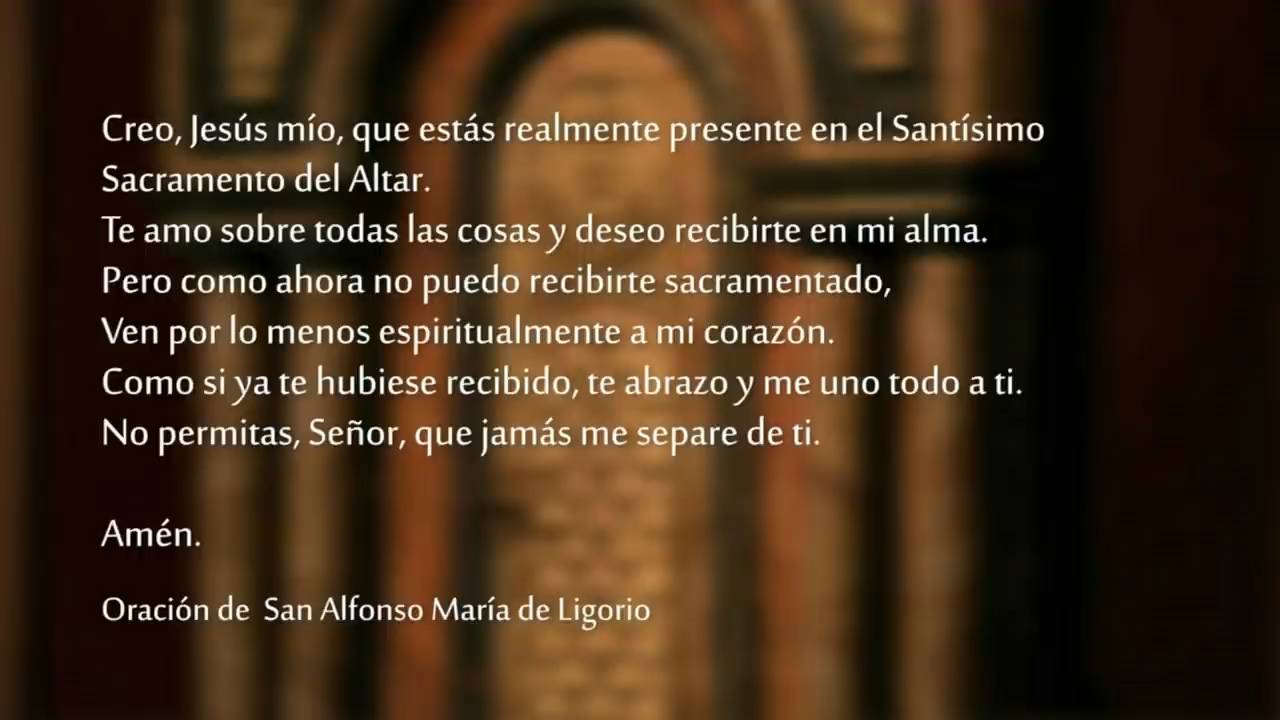 Creo, Jesús mío, que estás realmente presente en el Santísimo
Sacramento del Altar.
Te amo sobre todas las cosas y deseo recibirte en mi alma.
Pero como ahora no puedo recibirte sacramentado,
Ven por lo menos espiritualmente a mi corazón.
Como si ya te hubiese recibido, te abrazo y me uno todo a ti.
No permitas, Señor, que jamás me separe de ti.
Amén.
Oración de  San Alfonso María de Ligorio